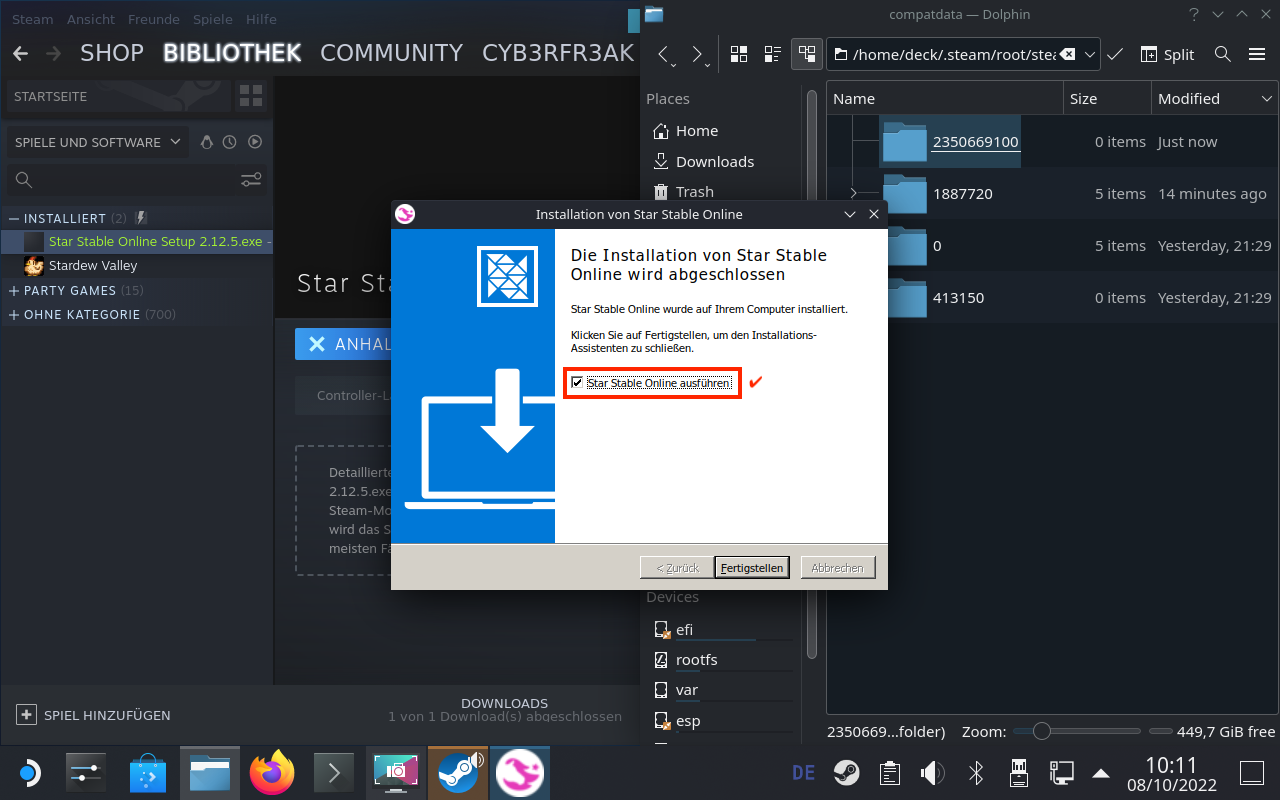 Steam Ansicht Freunde Spiele Hilfe
SHOP BIBLIOTHEK COMMUNITY CYB3RFR3AK
STARTSEITE
SPIELE UND SOFTWARE
INSTALLIERT (2)
Star Stable Online Setup 2.12.5.exe -
Stardew Valley
PARTY GAMES (15)
OHNE KATEGORIE (700)
Star Sta
ANHAL
Controller-La
Detaillierte
2.12.5.exe
Steam-Mo
wird das S
meisten Fa
SPIEL HINZUFÜGEN
DOWNLOADS
1 von 1 Download(s) abgeschlossen
compatdata — Dolphin
/home/deck/.steam/root/stea
Split
Places
Home
Downloads
Trash
Name Size Modified
2350669100 0 items Just now
1887720 5 items 14 minutes ago
0 5 items Yesterday, 21:29
413150 0 items Yesterday, 21:29
Installation von Star Stable Online
Die Installation von Star Stable
Online wird abgeschlossen
Star Stable Online wurde auf Ihrem Computer installiert.
Klicken Sie auf Fertigstellen, um den Installations-
Assistenten zu schließen.
Star Stable Online ausführen
< Zurück Fertigstellen Abbrechen
Devices
efi
rootfs
var
esp
2350669...folder) Zoom: 449,7 GiB free
DE
10:11
08/10/2022